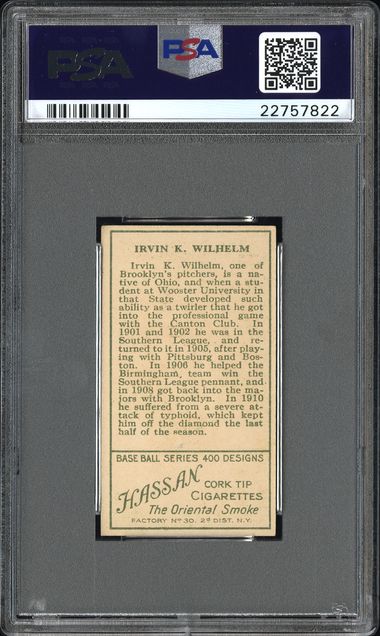 PSA
PSA
22757822
IRVIN K. WILHELM
Irvin K. Wilhelm, one of
Brooklyn's pitchers, is a na-
tive of Ohio, and when a stu-
dent at Wooster University in
that State developed such
ability as a twirler that he got
into the professional game
with the Canton Club. In
1901 and 1902 he was in the
Southern League, and re-
turned to it in 1905, after play-
ing with Pittsburg and Bos-
ton. In 1906 he helped the
Birmingham team win the
Southern League pennant, and
in 1908 got back into the ma-
jors with Brooklyn. In 1910
he suffered from a severe at-
tack of typhoid, which kept
him off the diamond the last
half of the season.
BASE BALL SERIES 400 DESIGNS
HASSAN CORK TIP
CIGARETTES
The Oriental Smoke
FACTORY No 30. 2d DIST. N.Y.